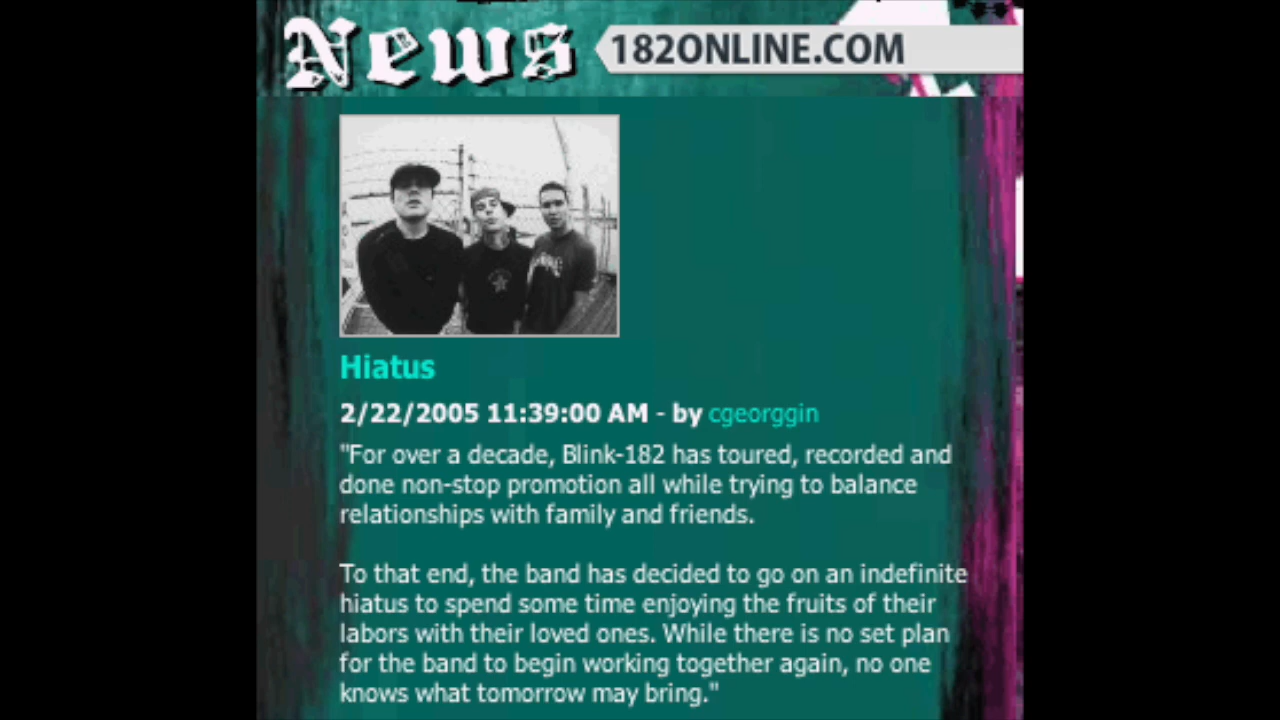 News
182ONLINE.COM
Hiatus
2/22/2005 11:39:00 AM - by cgeorggin
"For over a decade, Blink-182 has toured, recorded and
done non-stop promotion all while trying to balance
relationships with family and friends.
To that end, the band has decided to go on an indefinite
hiatus to spend some time enjoying the fruits of their
labors with their loved ones. While there is no set plan
for the band to begin working together again, no one
knows what tomorrow may bring."